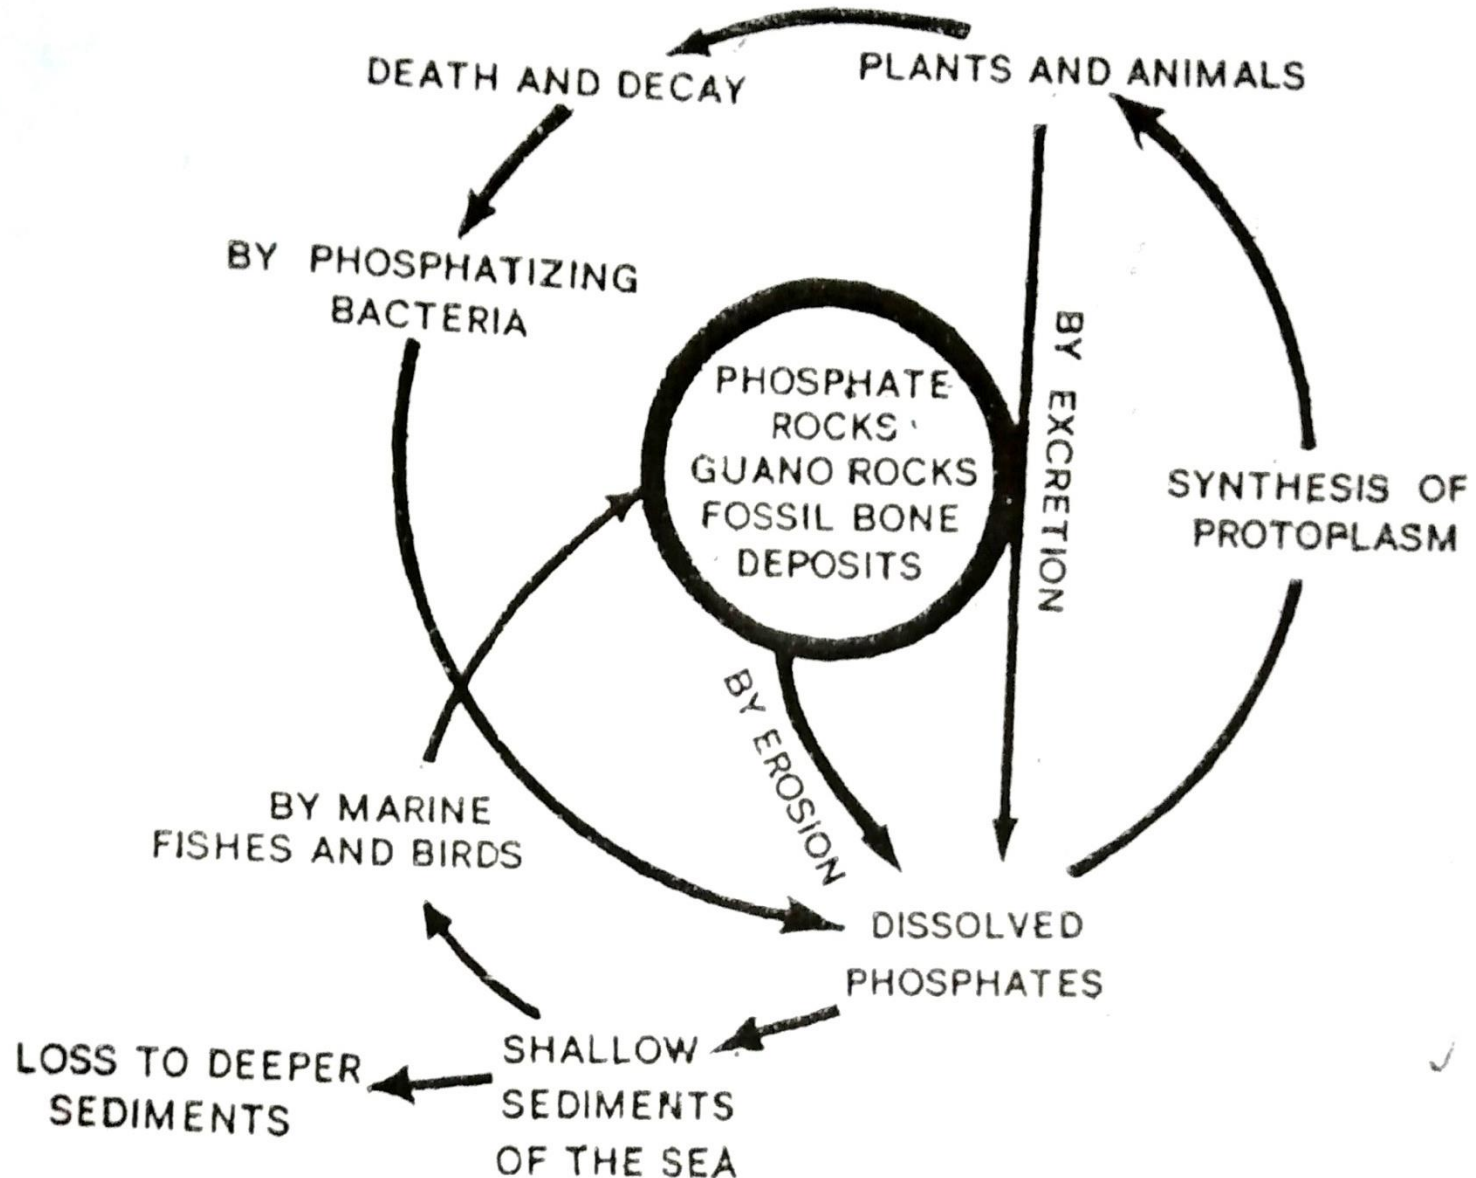 PLANTS AND ANIMALS
DEATH AND DECAY
BY PHOSPHATIZING
BACTERIA
BY EXCRETION
PHOSPHATE
ROCKS
GUANO ROCKS
FOSSIL BONE
DEPOSITS
SYNTHESIS OF
PROTOPLASM
BY EROSION
BY MARINE
FISHES AND BIRDS
DISSOLVED
PHOSPHATES
SHALLOW
SEDIMENTS
OF THE SEA
LOSS TO DEEPER
SEDIMENTS